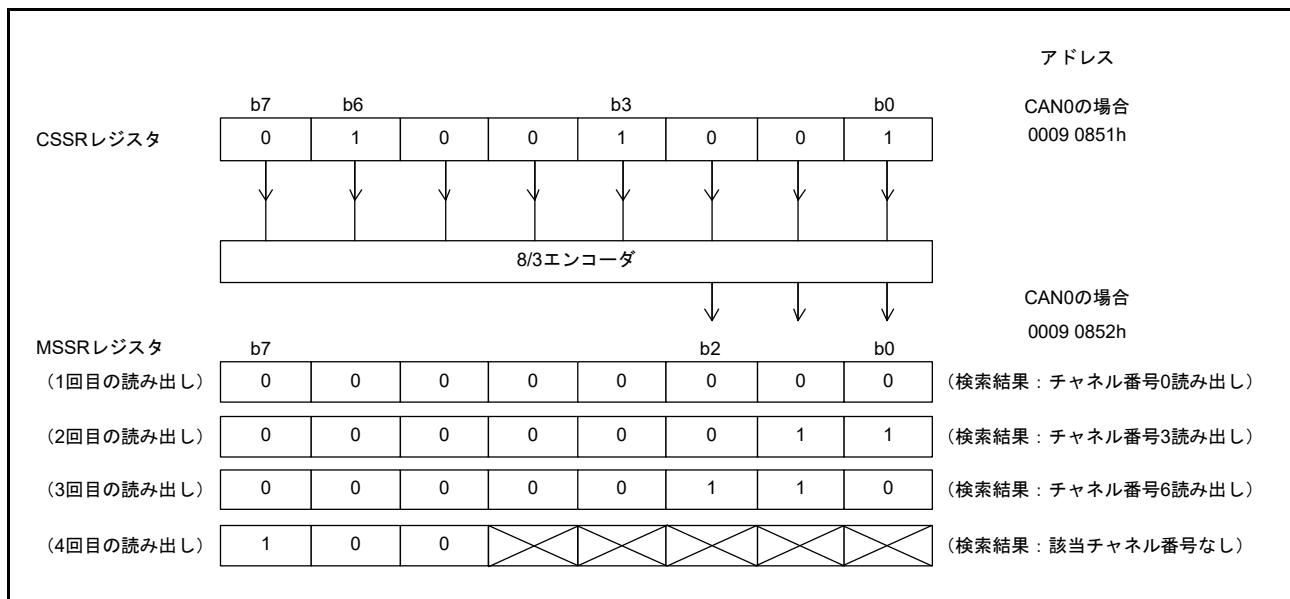 アドレス
b7 b6 b3 b0 CAN0の場合
CSSRレジスタ 0 1 0 0 1 0 0 1 0009 0851h
8/3エンコーダ
CAN0の場合
0009 0852h
MSSRレジスタ b7 b2 b0
（1回目の読み出し） 0 0 0 0 0 0 0 0 （検索結果：チャネル番号0読み出し）
（2回目の読み出し） 0 0 0 0 0 0 1 1 （検索結果：チャネル番号3読み出し）
（3回目の読み出し） 0 0 0 0 0 1 1 0 （検索結果：チャネル番号6読み出し）
（4回目の読み出し） 1 0 0 （検索結果：該当チャネル番号なし）